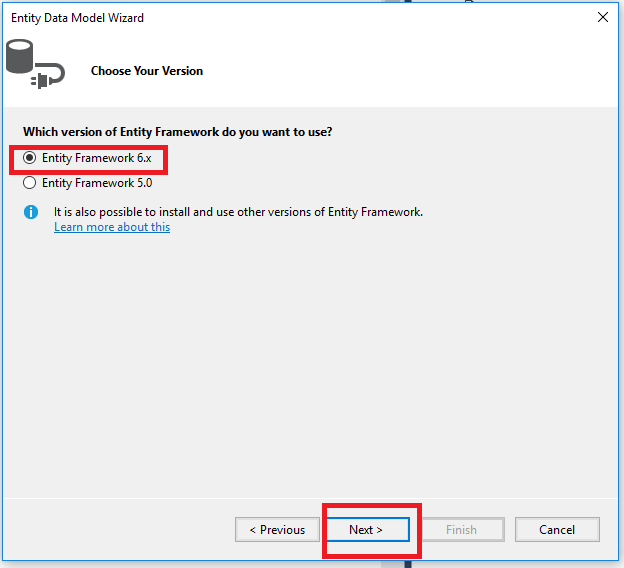 Entity Data Model Wizard
Choose Your Version
Which version of Entity Framework do you want to use?
Entity Framework 6.x
Entity Framework 5.0
It is also possible to install and use other versions of Entity Framework.
Learn more about this
< Previous
Next >
Finish
Cancel